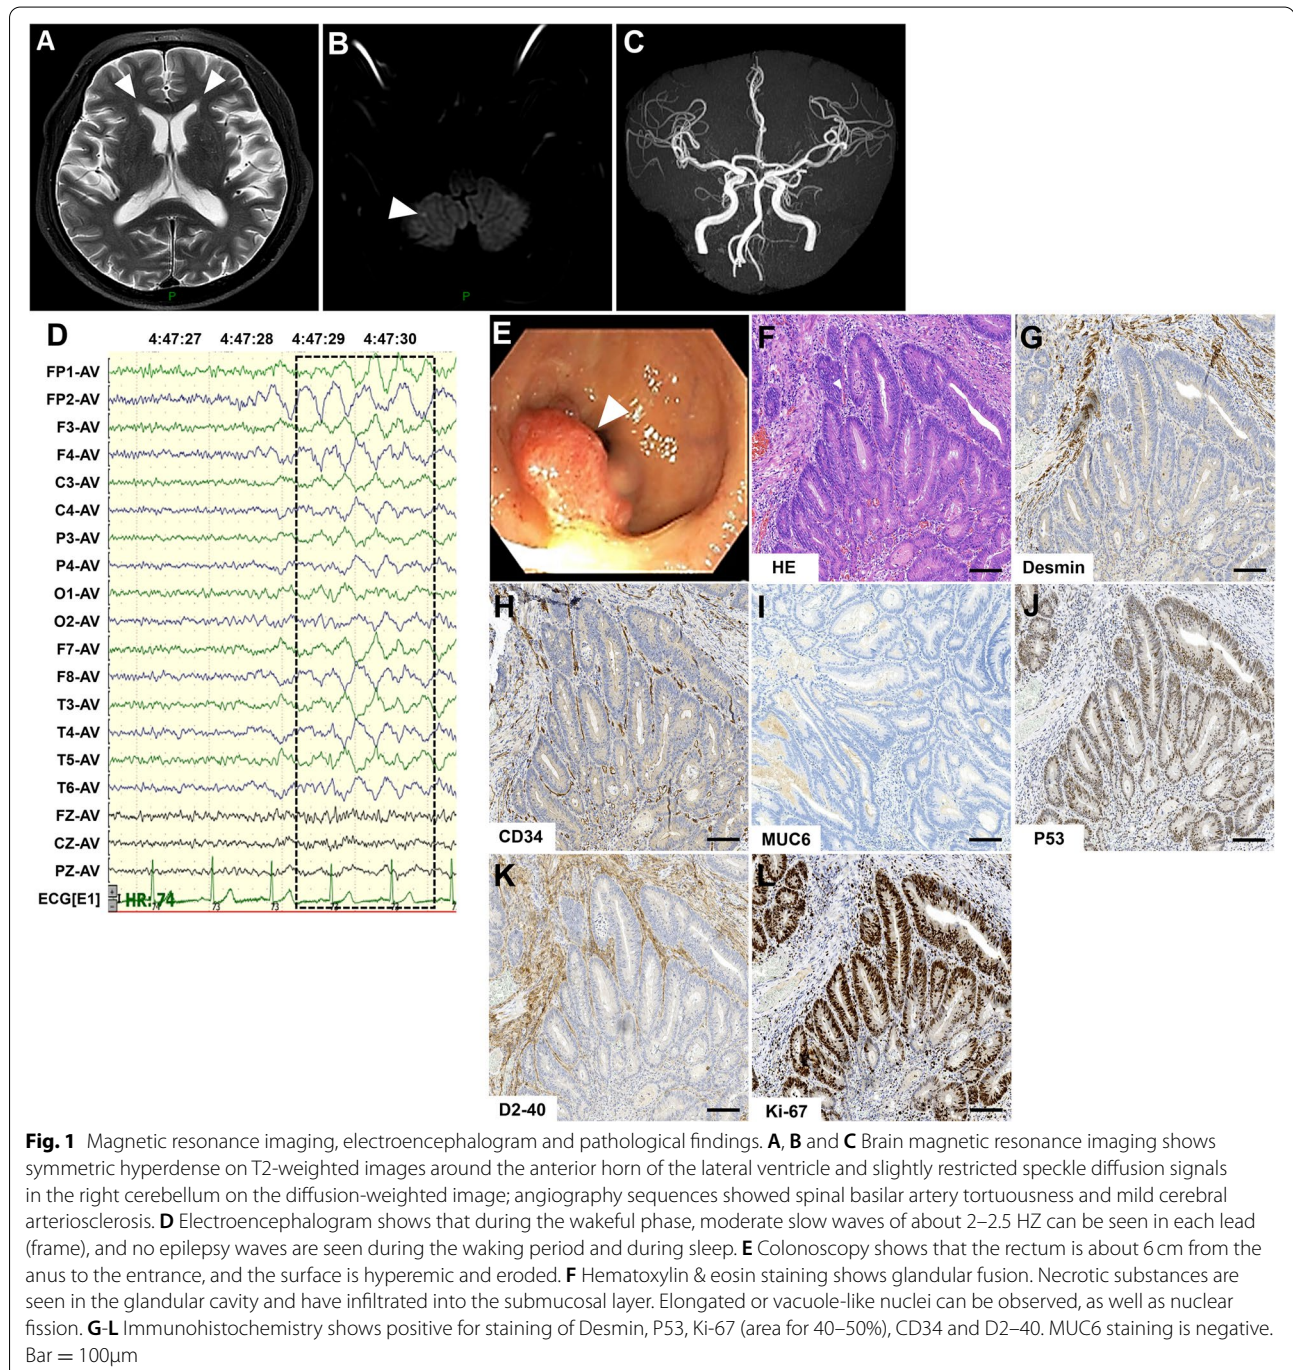 A
B
C
P
P
D
4:47:27 4:47:28 4:47:29 4:47:30
FP1-AV
FP2-AV
F3-AV
F4-AV
C3-AV
C4-AV
P3-AV
P4-AV
O1-AV
O2-AV
F7-AV
F8-AV
T3-AV
T4-AV
T5-AV
T6-AV
FZ-AV
CZ-AV
PZ-AV
ECG[E1]
HR: 74
73
73
E
F
HE
G
Desmin
H
CD34
I
MUC6
J
P53
K
D2-40
L
Ki-67
Fig. 1 Magnetic resonance imaging, electroencephalogram and pathological findings. A, B and C Brain magnetic resonance imaging shows
symmetric hyperdense on T2-weighted images around the anterior horn of the lateral ventricle and slightly restricted speckle diffusion signals
in the right cerebellum on the diffusion-weighted image; angiography sequences showed spinal basilar artery tortuousness and mild cerebral
arteriosclerosis. D Electroencephalogram shows that during the wakeful phase, moderate slow waves of about 2–2.5 HZ can be seen in each lead
(frame), and no epilepsy waves are seen during the waking period and during sleep. E Colonoscopy shows that the rectum is about 6 cm from the
anus to the entrance, and the surface is hyperemic and eroded. F Hematoxylin & eosin staining shows glandular fusion. Necrotic substances are
seen in the glandular cavity and have infiltrated into the submucosal layer. Elongated or vacuole-like nuclei can be observed, as well as nuclear
fission. G-L Immunohistochemistry shows positive for staining of Desmin, P53, Ki-67 (area for 40–50%), CD34 and D2–40. MUC6 staining is negative.
Bar = 100μm